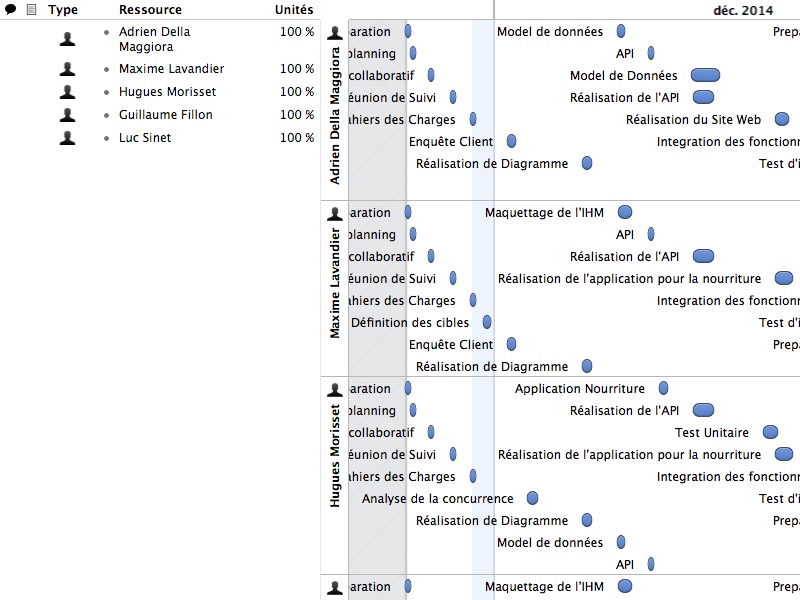 Type Ressource Unités
déc. 2014
Adrien Della
Maggiora
100 %
Maxime Lavandier 100 %
Hugues Morisset 100 %
Guillaume Fillon 100 %
Luc Sinet 100 %
Adrien Della Maggiora
aration Model de données Prepa
planning API
collaboratif Model de Données
éunion de Suivi Réalisation de l'API
ahiers des Charges Réalisation du Site Web
Enquête Client Integration des fonctionn
Réalisation de Diagramme Test d'i
Maxime Lavandier
aration Maquettage de l'IHM
planning API
collaboratif Réalisation de l'API
éunion de Suivi Réalisation de l'application pour la nourriture
ahiers des Charges Integration des fonctionn
Définition des cibles Test d'i
Enquête Client Prepa
Réalisation de Diagramme
Hugues Morisset
aration Application Nourriture
planning Réalisation de l'API
collaboratif Test Unitaire
éunion de Suivi Réalisation de l'application pour la nourriture
ahiers des Charges Integration des fonctionn
Analyse de la concurrence Test d'i
Réalisation de Diagramme Prepa
Model de données
API
aration Maquettage de l'IHM Prepa